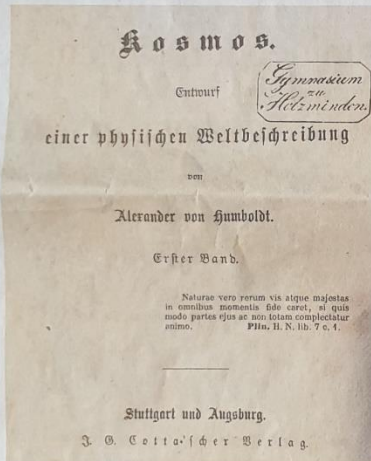 Kosmos.
Gymnasium
zu
Holzminden.
Entwurf
einer physischen Weltbeschreibung
von
Alexander von Humboldt.
Erster Band.
Naturae vero rerum vis atque majestas
in omnibus momentis fide caret, si quis
modo partes ejus ac non totam complectatur
animo. Plin. H. N. lib. 7 c. 1.
Stuttgart und Augsburg.
J. G. Cotta'scher Verlag.